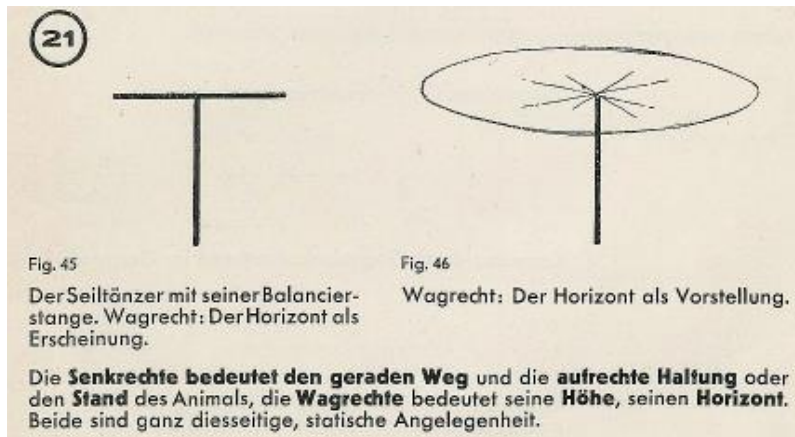 21
Fig. 45
Der Seiltänzer mit seiner Balancier-
stange. Wagrecht: Der Horizont als
Erscheinung.
Fig. 46
Wagrecht: Der Horizont als Vorstellung.
Die Senkrechte bedeutet den geraden Weg und die aufrechte Haltung oder
den Stand des Animals, die Wagrechte bedeutet seine Höhe, seinen Horizont.
Beide sind ganz diesseitige, statische Angelegenheit.